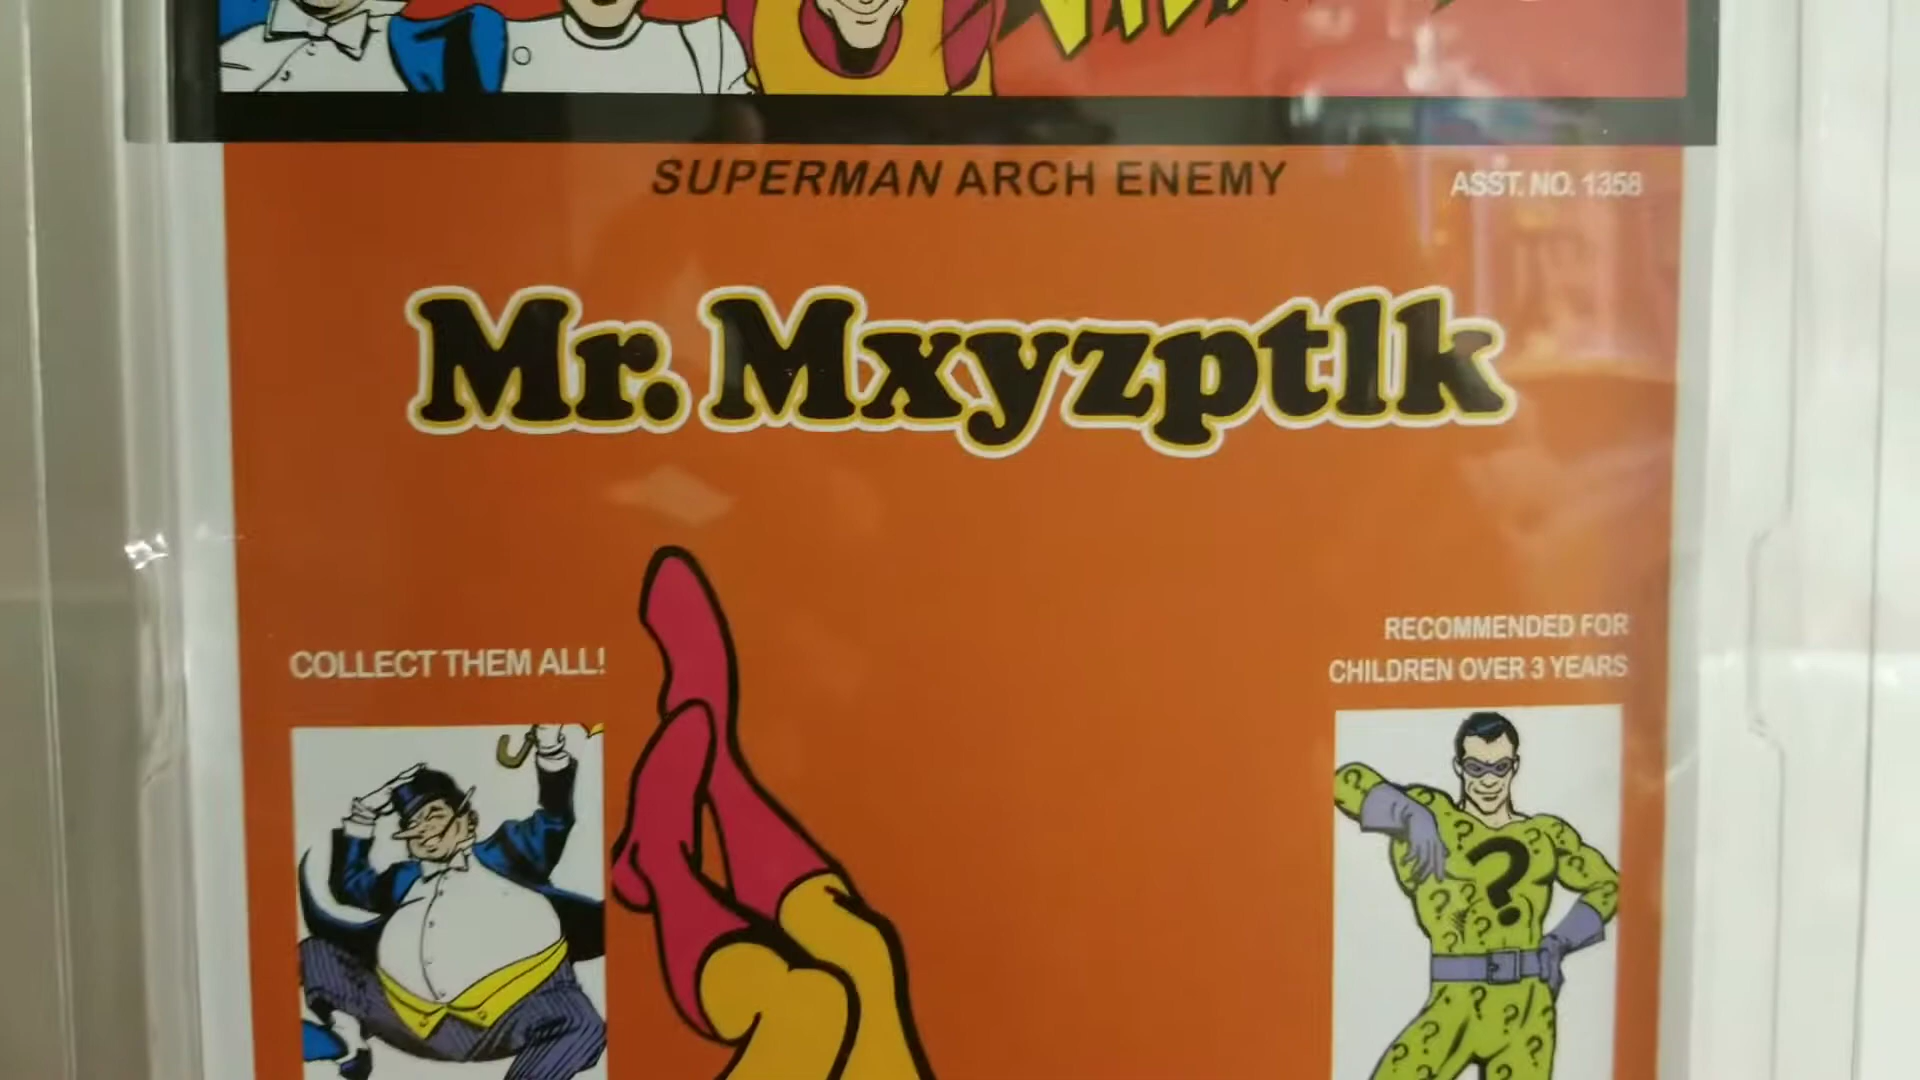 SUPERMAN ARCH ENEMY
ASST. NO. 1358
Mr. Mxyzptlk
RECOMMENDED FOR
CHILDREN OVER 3 YEARS
COLLECT THEM ALL!
?